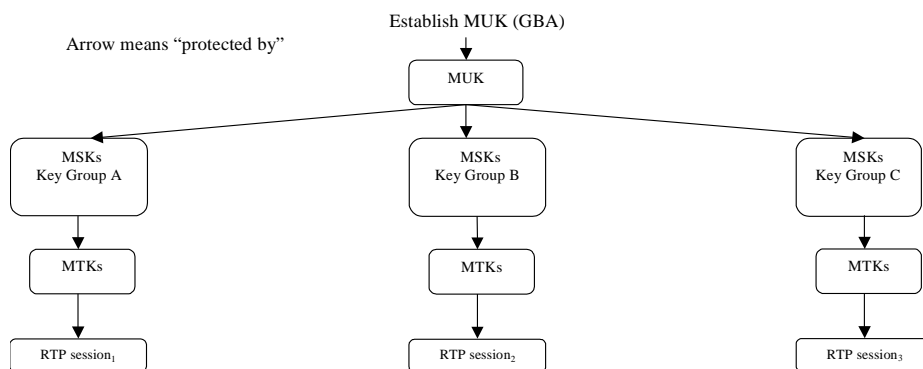 Establish MUK (GBA)
Arrow means “protected by”
MUK
MSKs
Key Group A
MSKs
Key Group B
MSKs
Key Group C
MTKs
MTKs
MTKs
RTP session₁
RTP session₂
RTP session₃